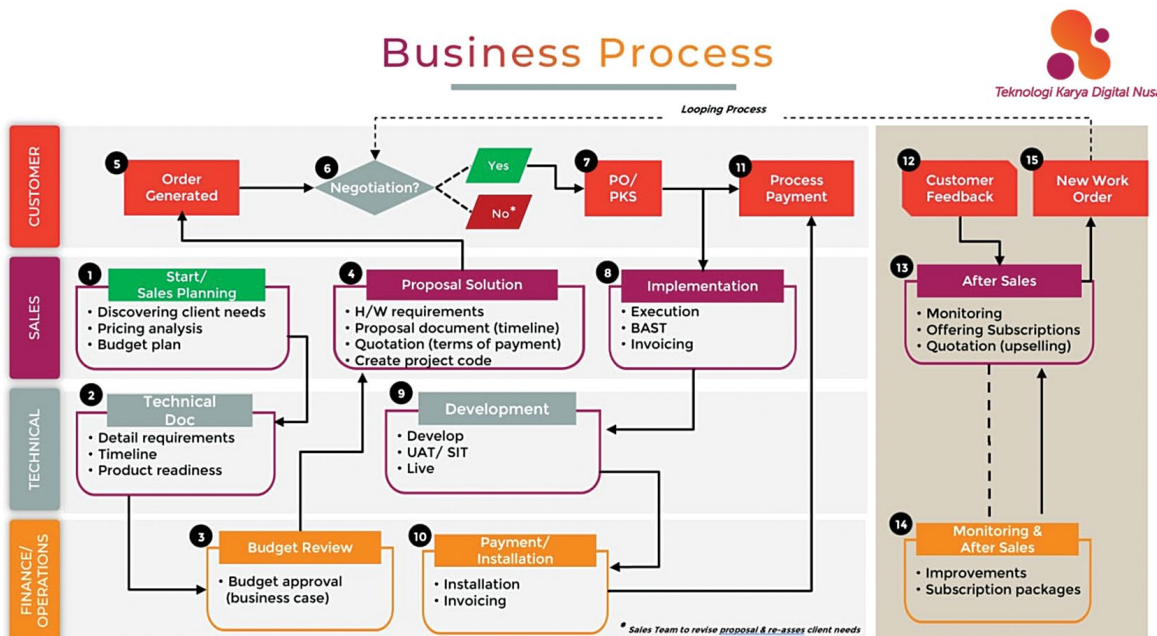 Business Process
Teknologi Karya Digital Nusa
Looping Process
CUSTOMER
5
Order
Generated
6
Negotiation?
Yes
No*
7
PO/
PKS
11
Process
Payment
12
Customer
Feedback
15
New Work
Order
SALES
1
Start/
Sales Planning
• Discovering client needs
• Pricing analysis
• Budget plan
4
Proposal Solution
• H/W requirements
• Proposal document (timeline)
• Quotation (terms of payment)
• Create project code
8
Implementation
• Execution
• BAST
• Invoicing
13
After Sales
• Monitoring
• Offering Subscriptions
• Quotation (upselling)
TECHNICAL
2
Technical
Doc
• Detail requirements
• Timeline
• Product readiness
9
Development
• Develop
• UAT/ SIT
• Live
FINANCE/
OPERATIONS
3
Budget Review
• Budget approval
(business case)
10
Payment/
Installation
• Installation
• Invoicing
14
Monitoring &
After Sales
• Improvements
• Subscription packages
* Sales Team to revise proposal & re-asses client needs